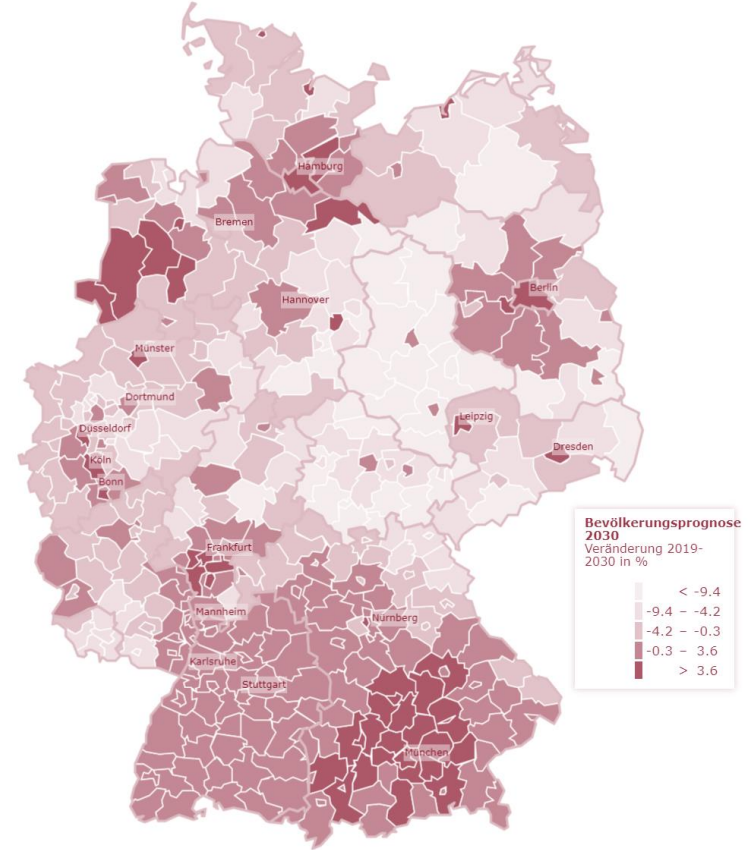 Hamburg
Bremen
Berlin
Hannover
Münster
Dortmund
Leipzig
Düsseldorf
Dresden
Köln
Bonn
Frankfurt
Mannheim
Nürnberg
Karlsruhe
Stuttgart
München
Bevölkerungsprognose
2030
Veränderung 2019-
2030 in %
< -9.4
-9.4 – -4.2
-4.2 – -0.3
-0.3 – 3.6
> 3.6